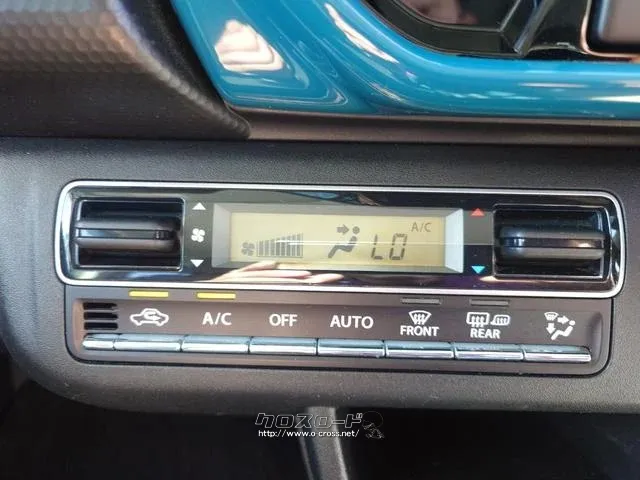 A/C
LO
A/C
OFF
AUTO
FRONT
REAR
クロスロード
http://www.o-cross.net/